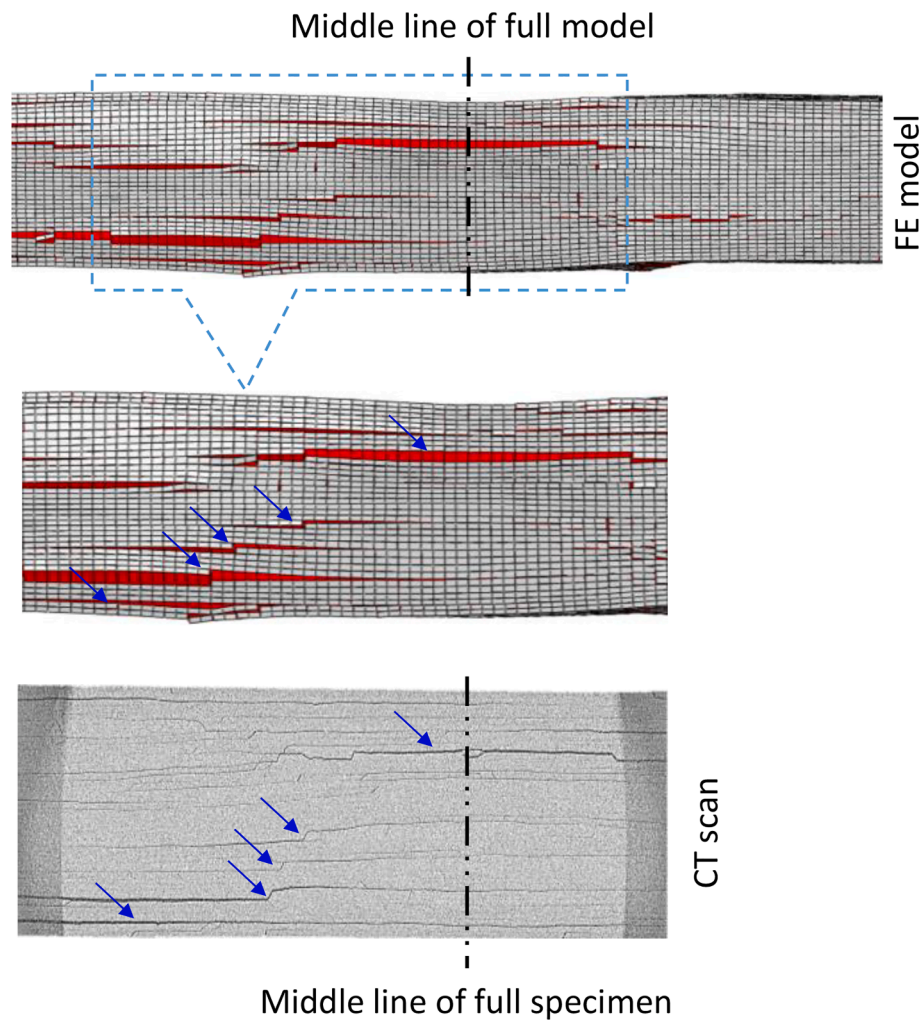 Middle line of full model
FE model
CT scan
Middle line of full specimen